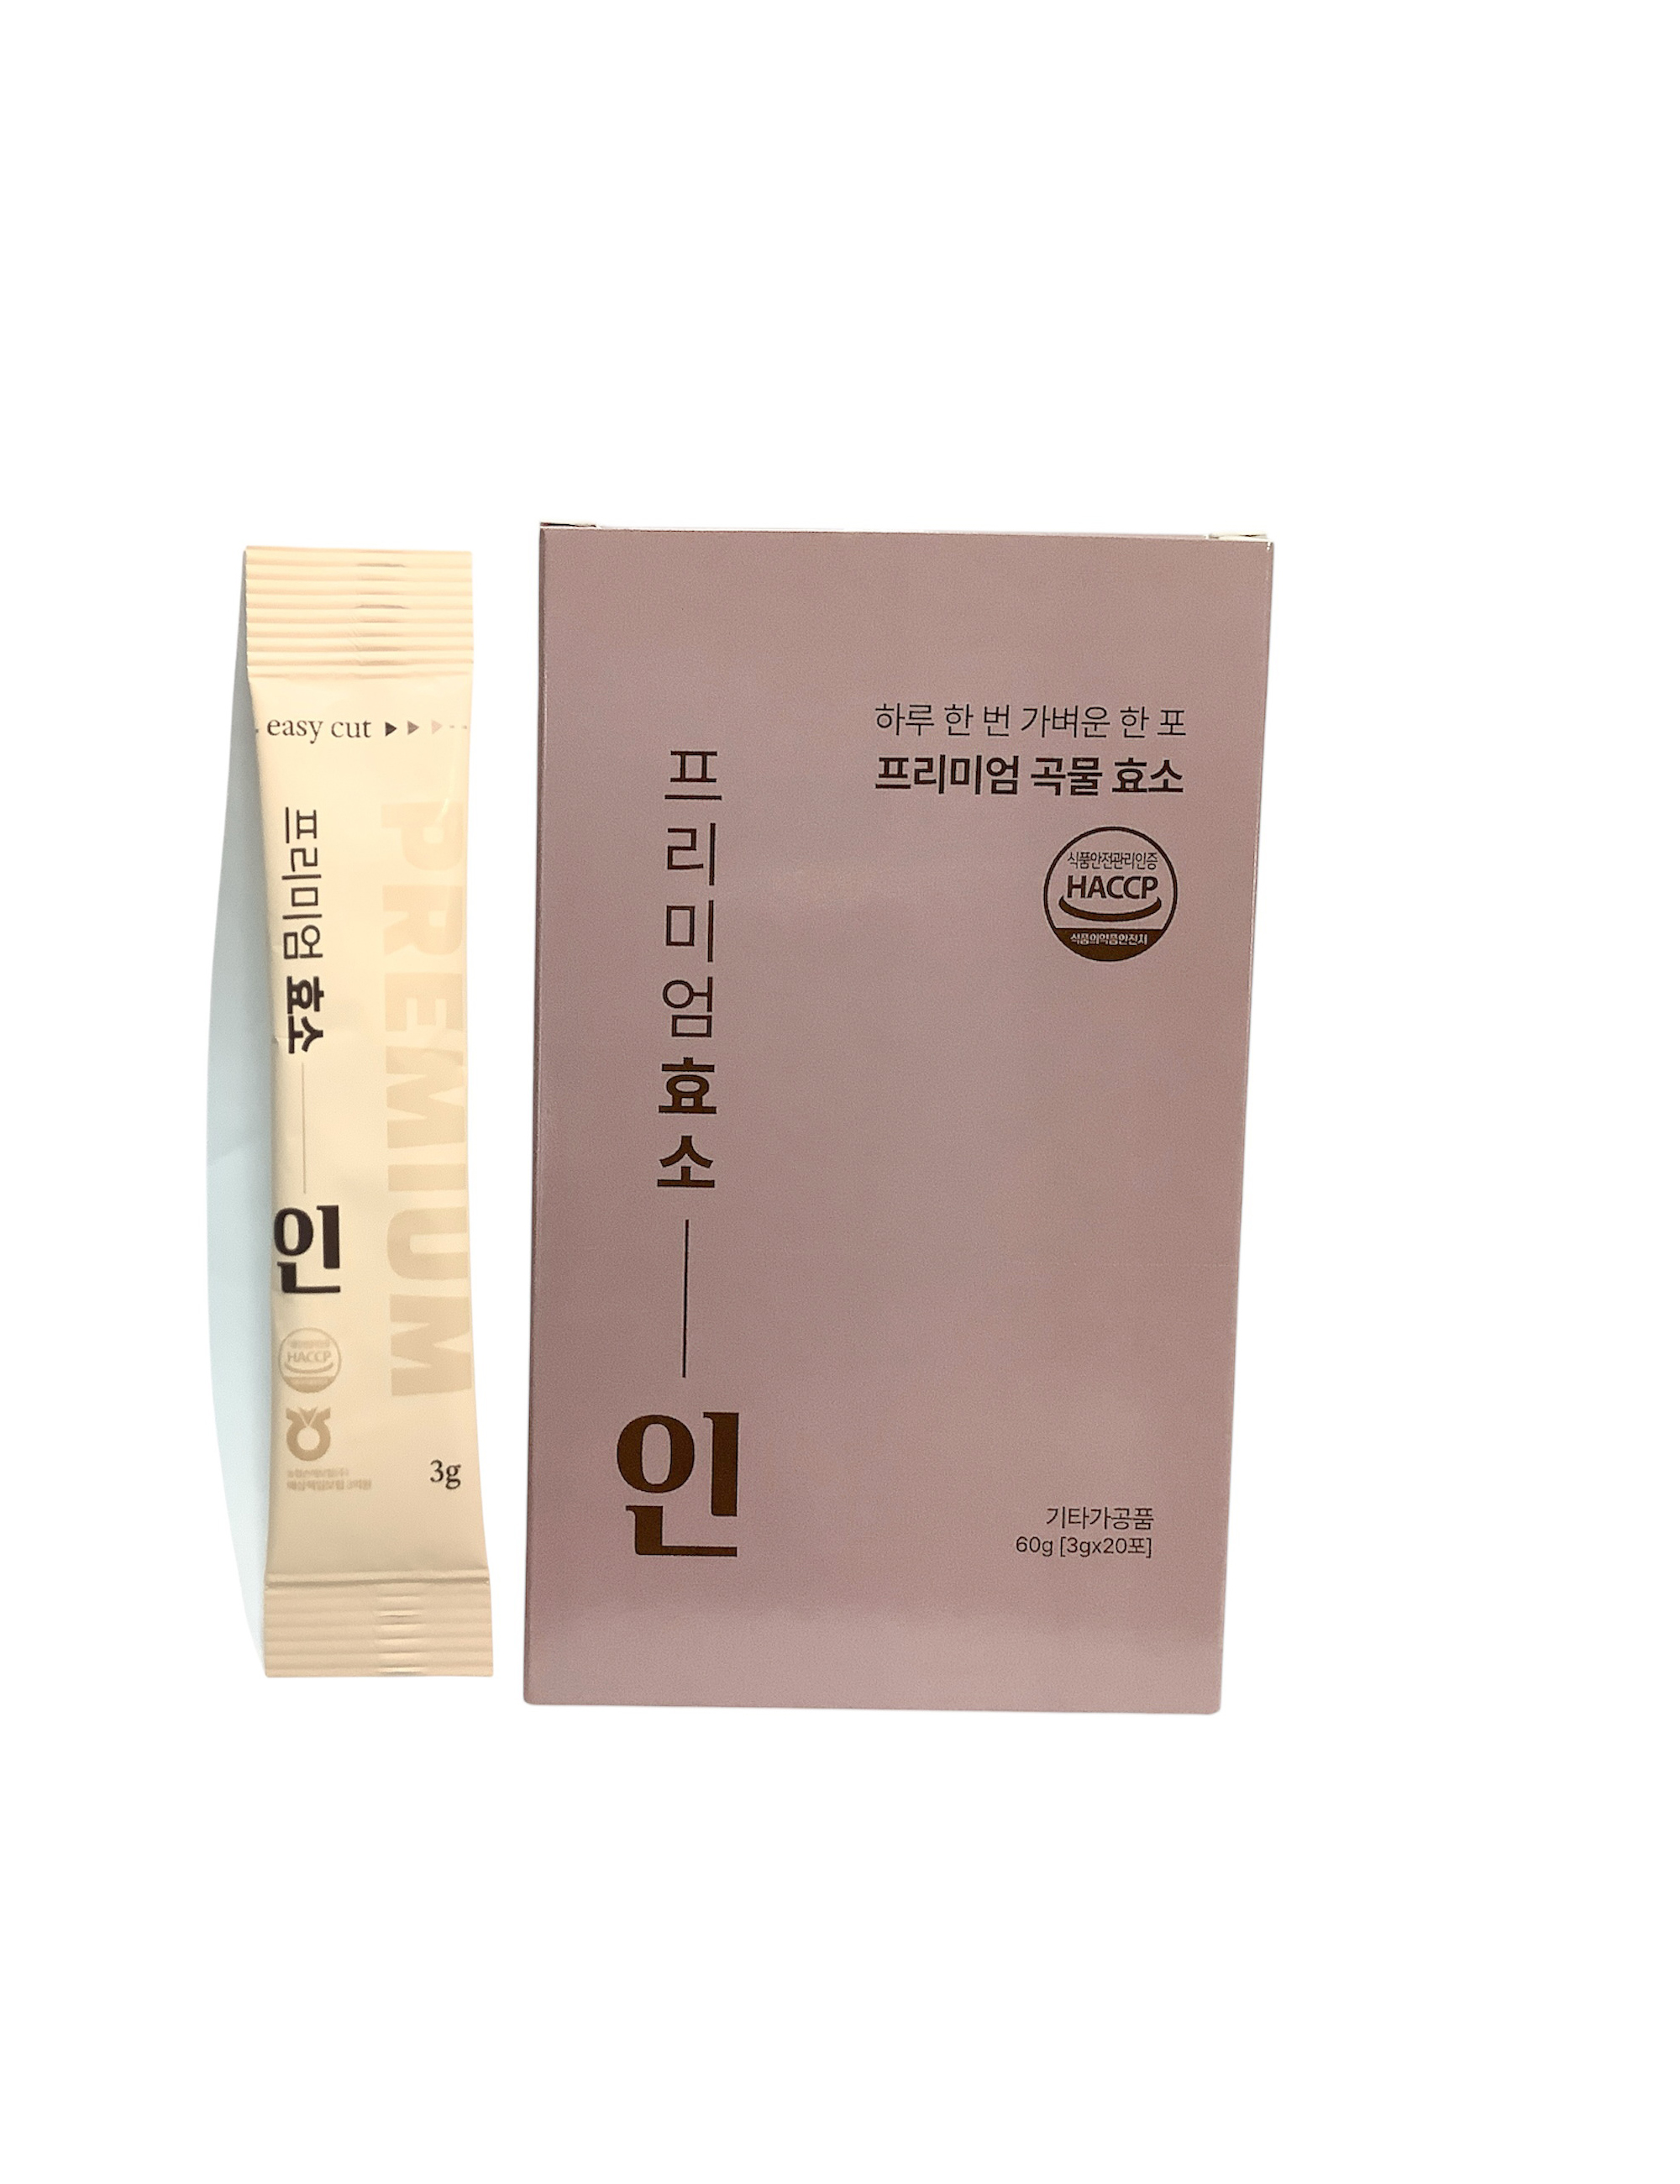 easy cut
프리미엄 효소
인
PREMIUM
HACCP
3g
하루 한 번 가벼운 한 포
프리미엄 곡물 효소
식품안전관리인증
HACCP
식품의약품안전처
프리미엄효소
인
기타가공품
60g [3gx20포]